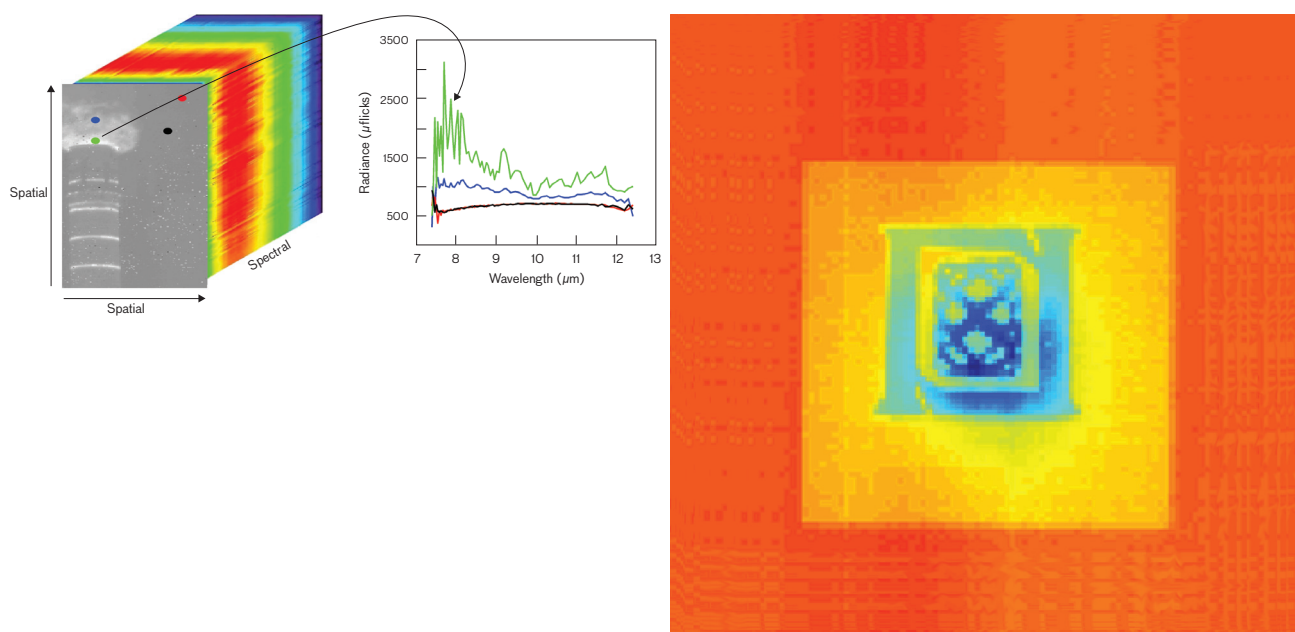 Spatial
Spatial
Spectral
Radiance (μflicks)
3500
2500
1500
500
7 8 9 10 11 12 13
Wavelength (μm)